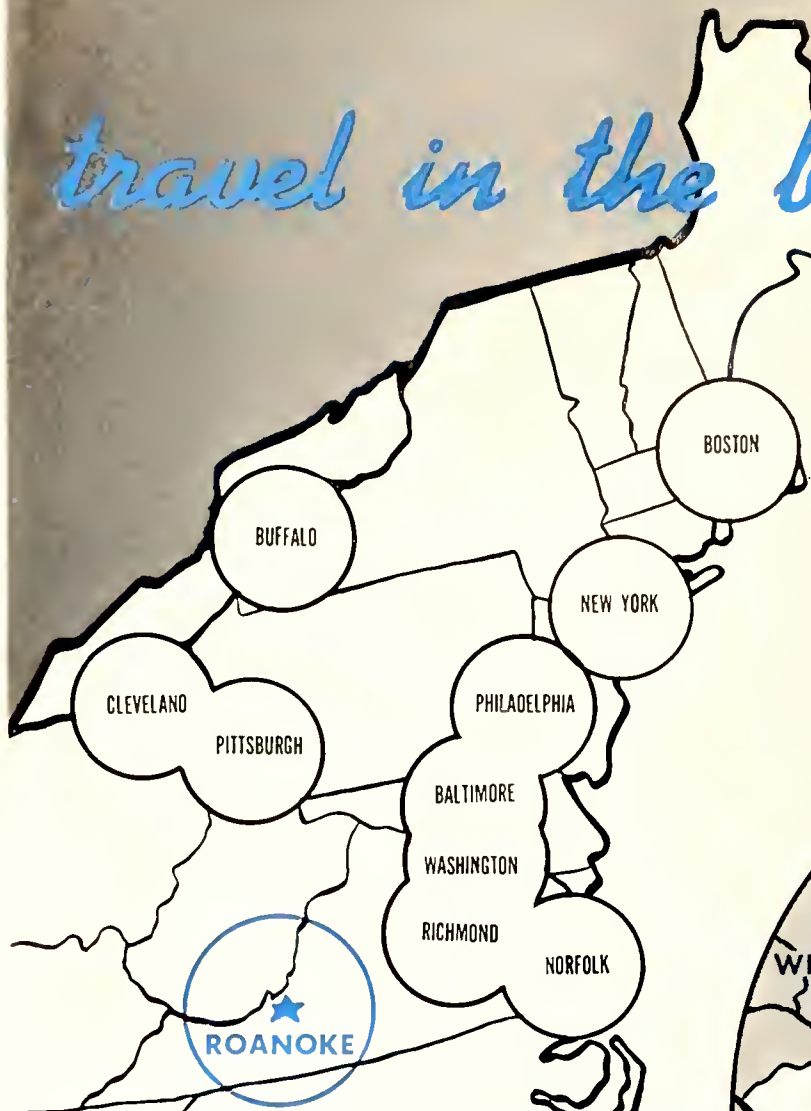 travel in the
BOSTON
BUFFALO
NEW YORK
CLEVELAND
PHILADELPHIA
PITTSBURGH
BALTIMORE
WASHINGTON
RICHMOND
NORFOLK
ROANOKE